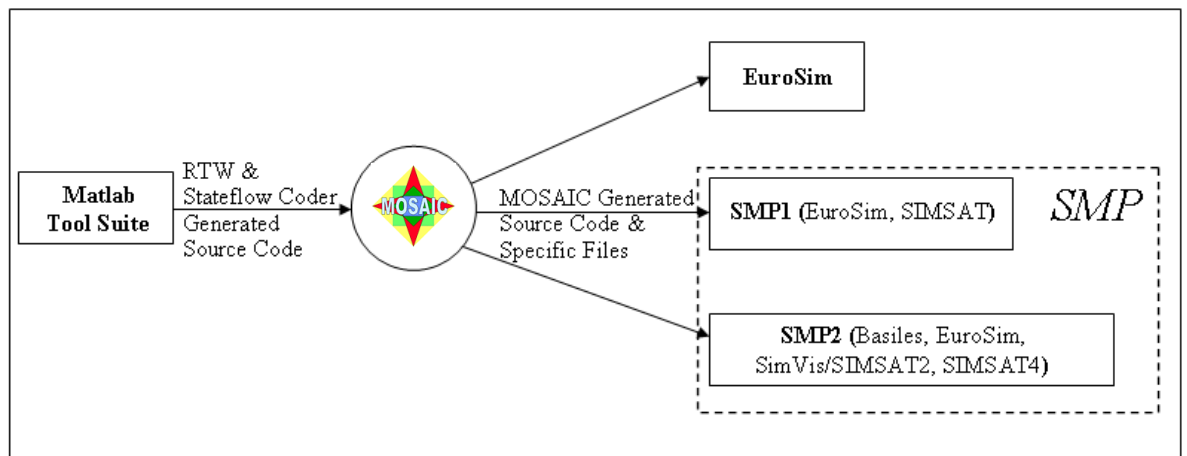 EuroSim
Matlab
Tool Suite
RTW &
Stateflow Coder
Generated
Source Code
MOSAIC
MOSAIC Generated
Source Code &
Specific Files
SMP1 (EuroSim, SIMSAT)
SMP
SMP2 (Basiles, EuroSim,
SimVis/SIMSAT2, SIMSAT4)